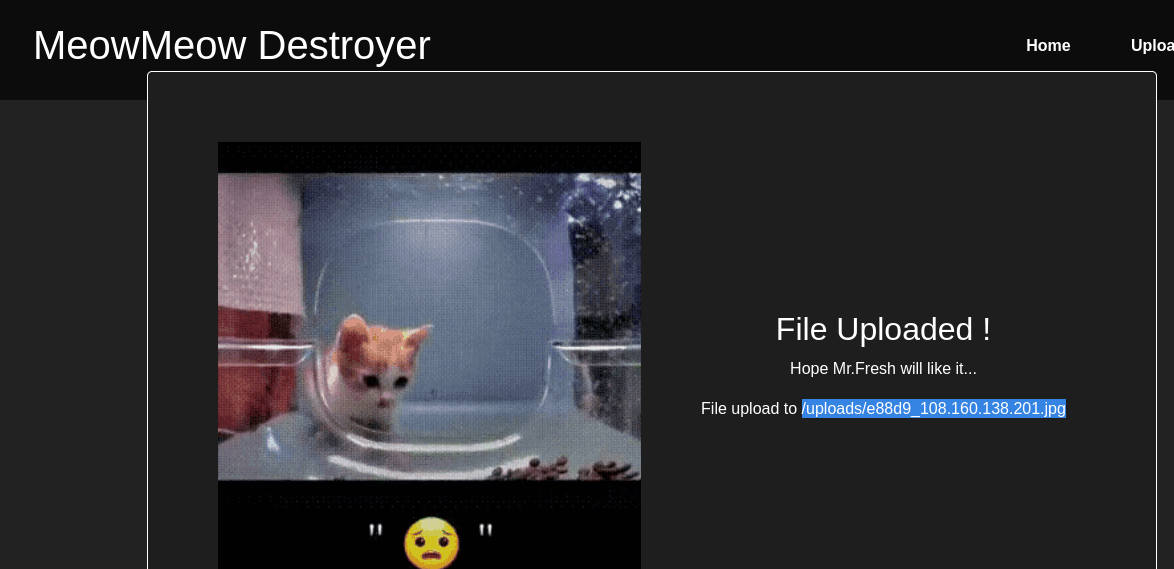 MeowMeow Destroyer
Home
Uploa
File Uploaded !
Hope Mr.Fresh will like it...
File upload to /uploads/e88d9_108.160.138.201.jpg
" 😟 "